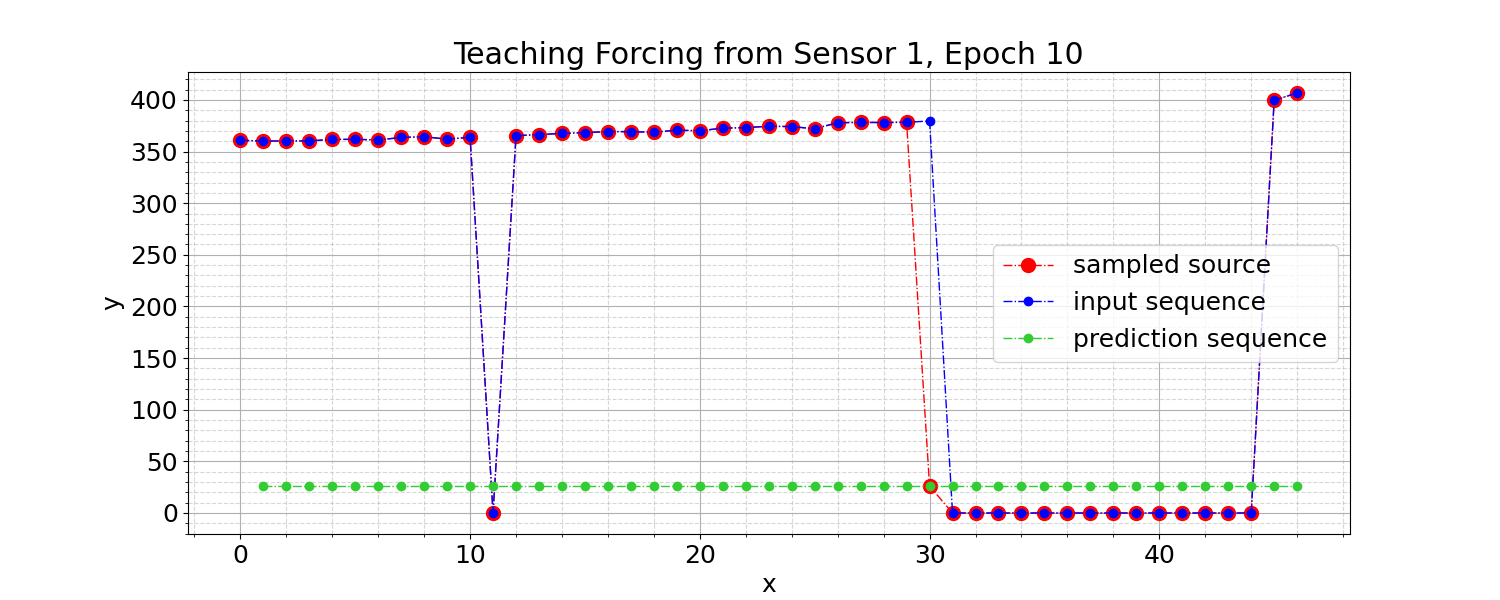 Teaching Forcing from Sensor 1, Epoch 10
400
350
300
250
200
150
100
50
0
y
sampled source
input sequence
prediction sequence
0 10 20 30 40
x